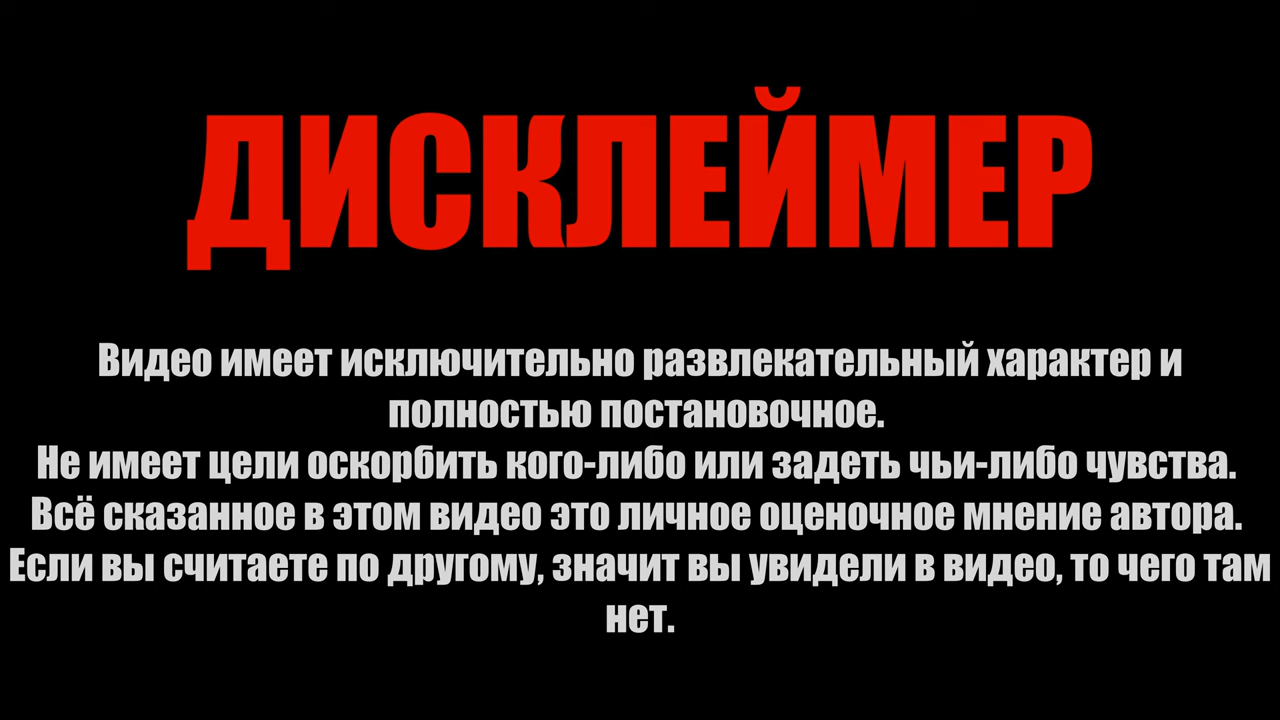 ДИСКЛЕЙМЕР
Видео имеет исключительно развлекательный характер и
полностью постановочное.
Не имеет цели оскорбить кого-либо или задеть чьи-либо чувства.
Всё сказанное в этом видео это личное оценочное мнение автора.
Если вы считаете по другому, значит вы увидели в видео, то чего там
нет.